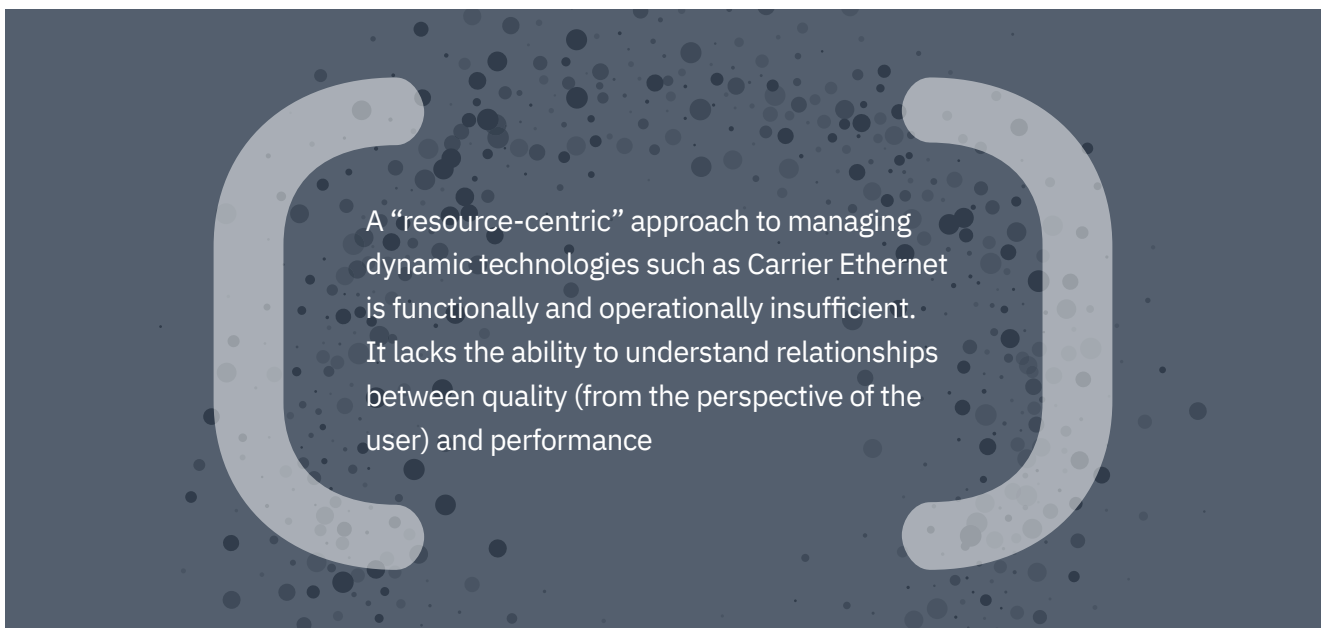 A “resource-centric” approach to managing
dynamic technologies such as Carrier Ethernet
is functionally and operationally insufficient.
It lacks the ability to understand relationships
between quality (from the perspective of the
user) and performance